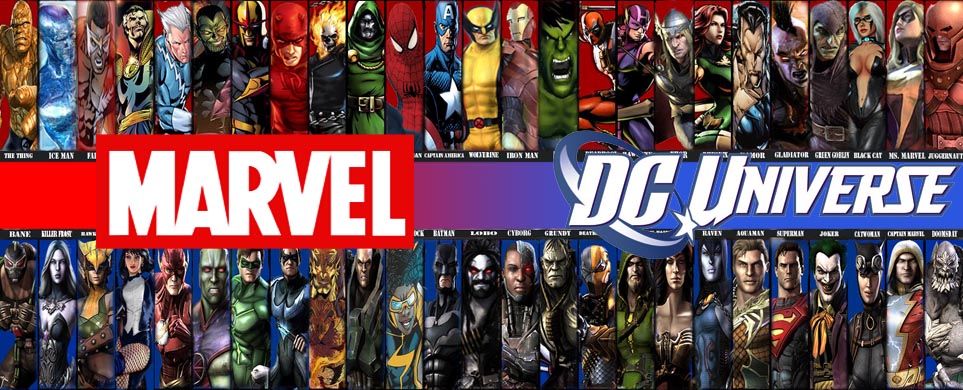 THE THING ICE MAN
CAPTAIN AMERICA WOLVERINE IRON MAN
GLADIATOR GREEN GOBLIN BLACK CAT MS. MARVEL JUGGERNAUT
MARVEL
DC UNIVERSE
BANE KILLER FROST
BATMAN LOBO CYBORG GRUNDY
RAVEN AQUAMAN SUPERMAN JOKER CATWOMAN CAPTAIN MARVEL DOOMSDAY